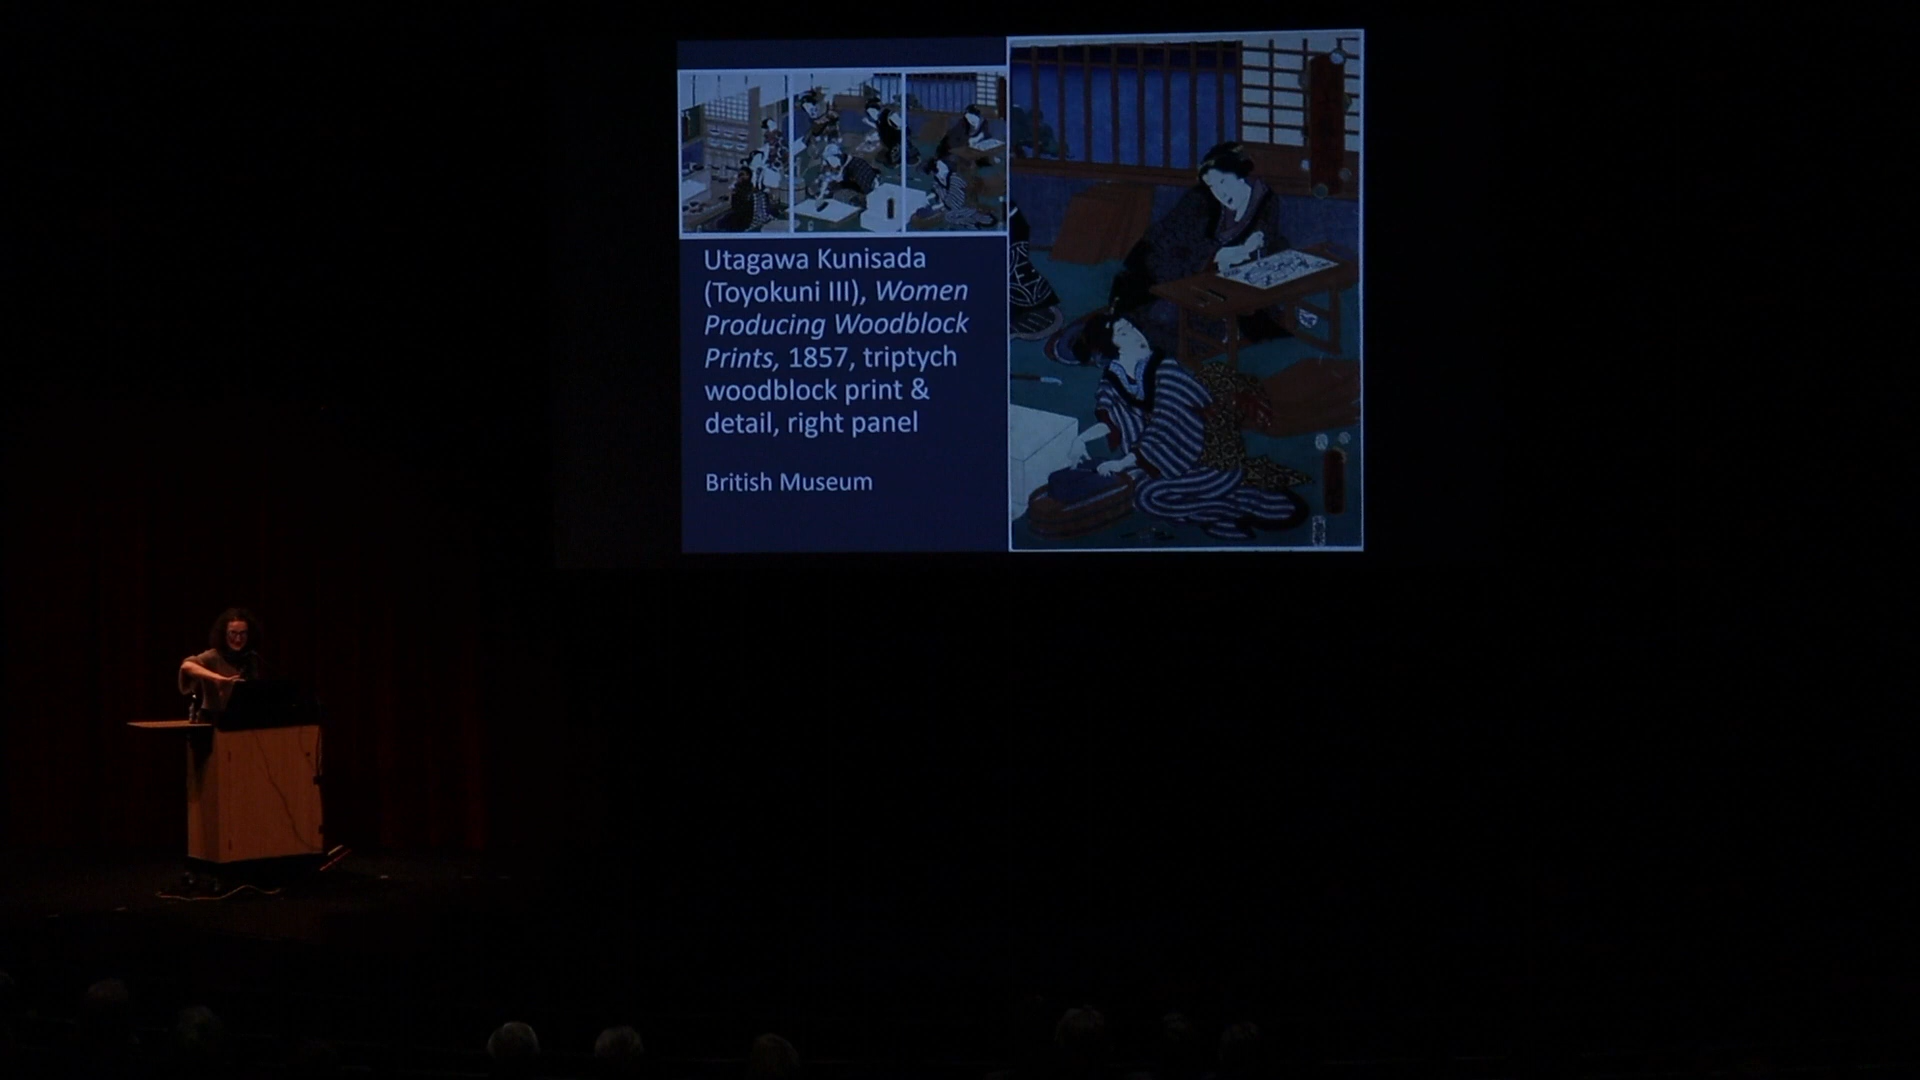 Utagawa Kunisada
(Toyokuni III), Women
Producing Woodblock
Prints, 1857, triptych
woodblock print &
detail, right panel
British Museum